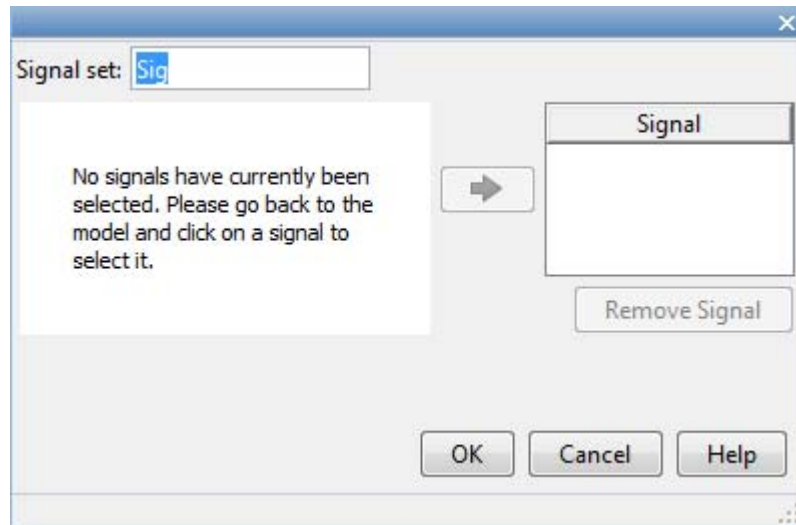 Signal set: Sig
No signals have currently been
selected. Please go back to the
model and click on a signal to
select it.
Signal
Remove Signal
OK Cancel Help